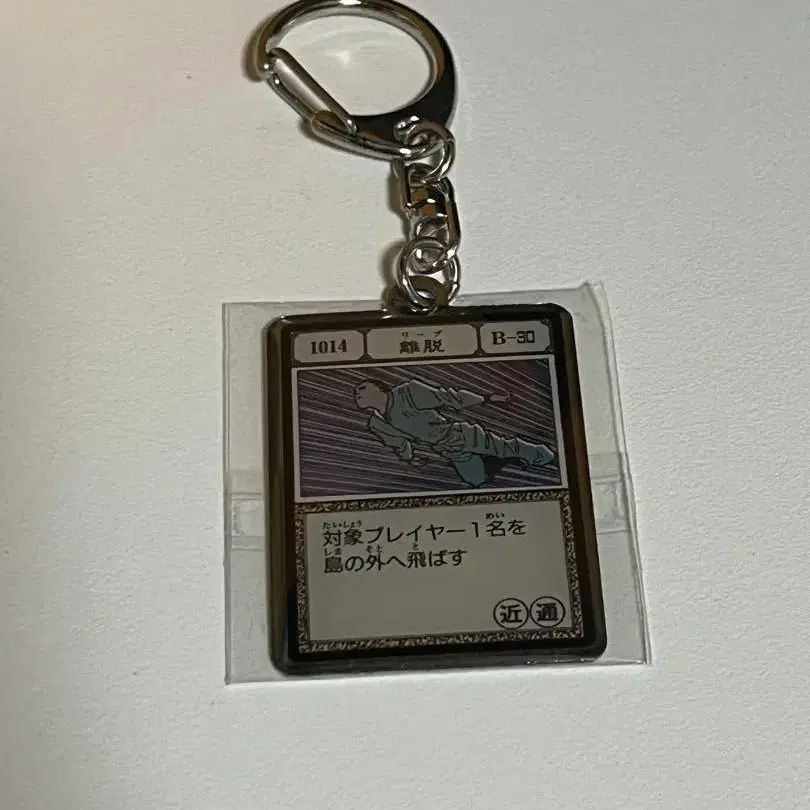 1014
リーブ
離脱
B-30
たいしょう めい
対象プレイヤー1名を
しま そと と
島の外へ飛ばす
近 通